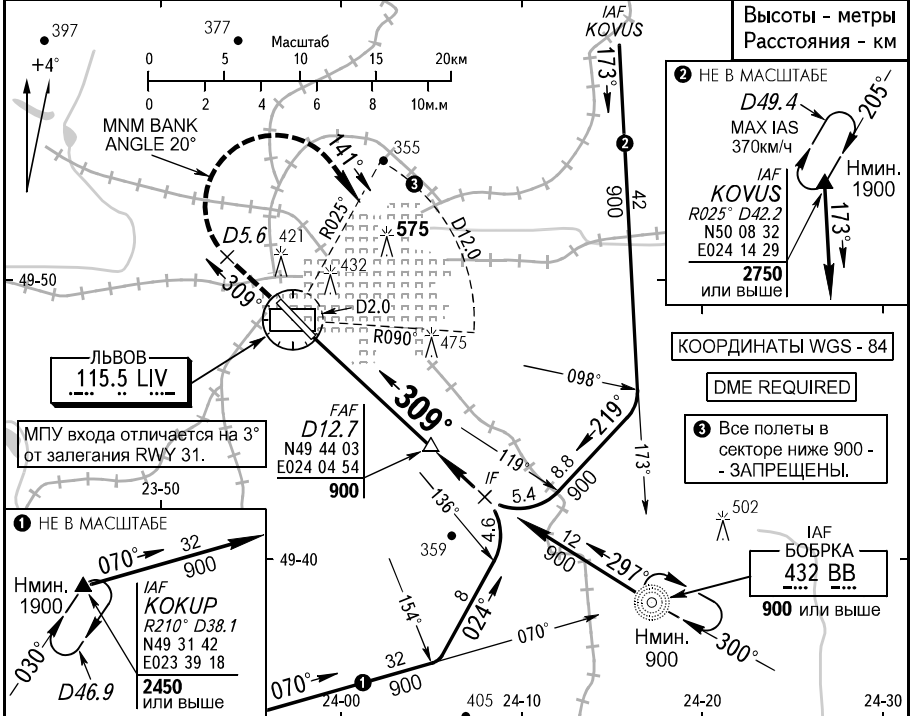 397
377
+4°
Масштаб
0 5 10 15 20км
0 2 4 6 8 10м.м
MNM BANK
ANGLE 20°
141°
355
3
R025°
D12.0
575
D5.6
421
432
309°
49-50
D2.0
R090°
475
ЛЬВОВ
115.5 LIV
МПУ входа отличается на 3°
от залегания RWY 31.
23-50
FAF
D12.7
N49 44 03
E024 04 54
900
309°
119°
136°
IF
5.4
8.8
900
219°
098°
173°
IAF
KOVUS
173°
2
42
900
Высоты - метры
Расстояния - км
2 НЕ В МАСШТАБЕ
D49.4
MAX IAS
370км/ч
205°
Нмин.
1900
IAF
KOVUS
R025° D42.2
N50 08 32
E024 14 29
2750
или выше
173°
КООРДИНАТЫ WGS - 84
DME REQUIRED
3 Все полеты в
секторе ниже 900 -
- ЗАПРЕЩЕНЫ.
502
IAF
БОБРКА
432 BB
900 или выше
12
900
297°
300°
Нмин.
900
4.6
359
49-40
154°
8
024°
070°
070°
32
900
1
1 НЕ В МАСШТАБЕ
070°
32
900
Нмин.
1900
030°
D46.9
IAF
KOKUP
R210° D38.1
N49 31 42
E023 39 18
2450
или выше
24-00
405
24-10
24-20
24-30